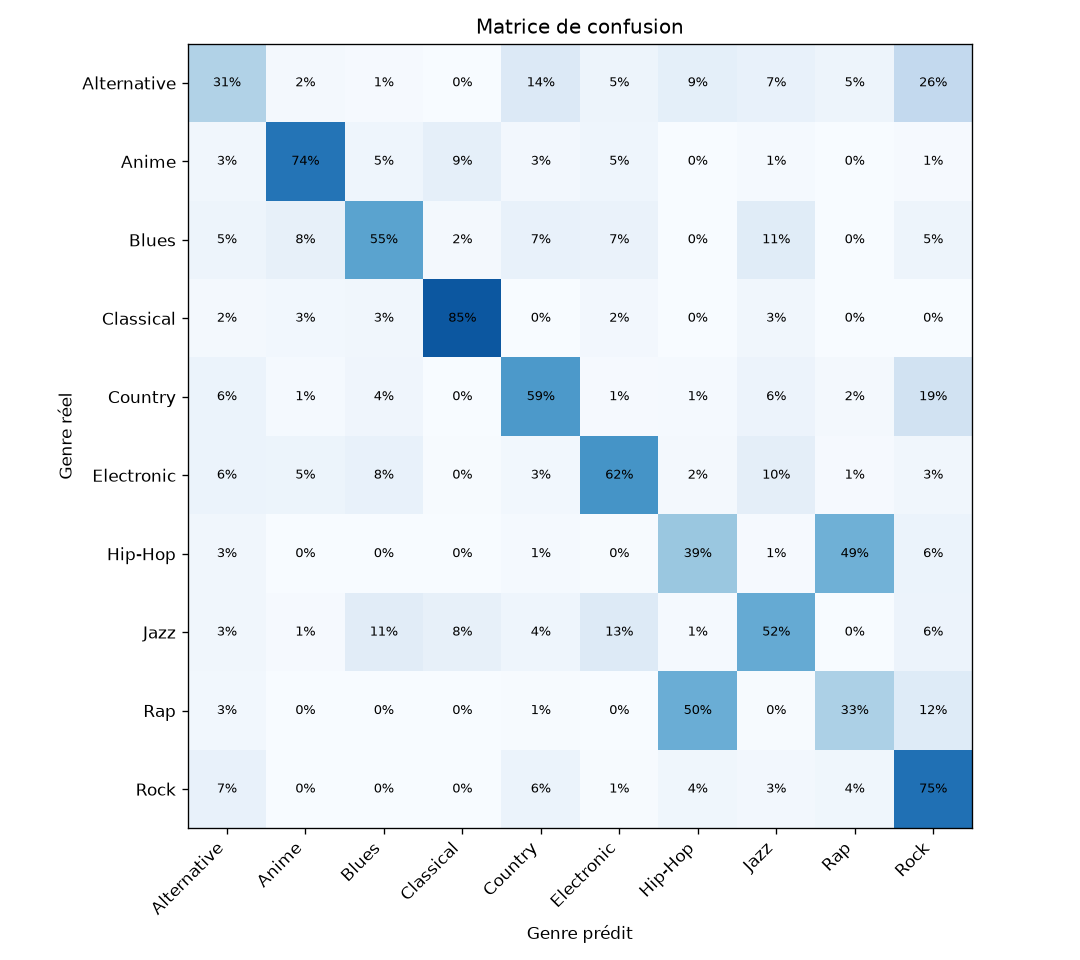 Matrice de confusion
Genre réel
Alternative 31% 2% 1% 0% 14% 5% 9% 7% 5% 26%
Anime 3% 74% 5% 9% 3% 5% 0% 1% 0% 1%
Blues 5% 8% 55% 2% 7% 7% 0% 11% 0% 5%
Classical 2% 3% 3% 85% 0% 2% 0% 3% 0% 0%
Country 6% 1% 4% 0% 59% 1% 1% 6% 2% 19%
Electronic 6% 5% 8% 0% 3% 62% 2% 10% 1% 3%
Hip-Hop 3% 0% 0% 0% 1% 0% 39% 1% 49% 6%
Jazz 3% 1% 11% 8% 4% 13% 1% 52% 0% 6%
Rap 3% 0% 0% 0% 1% 0% 50% 0% 33% 12%
Rock 7% 0% 0% 0% 6% 1% 4% 3% 4% 75%
Alternative Anime Blues Classical Country Electronic Hip-Hop Jazz Rap Rock
Genre prédit